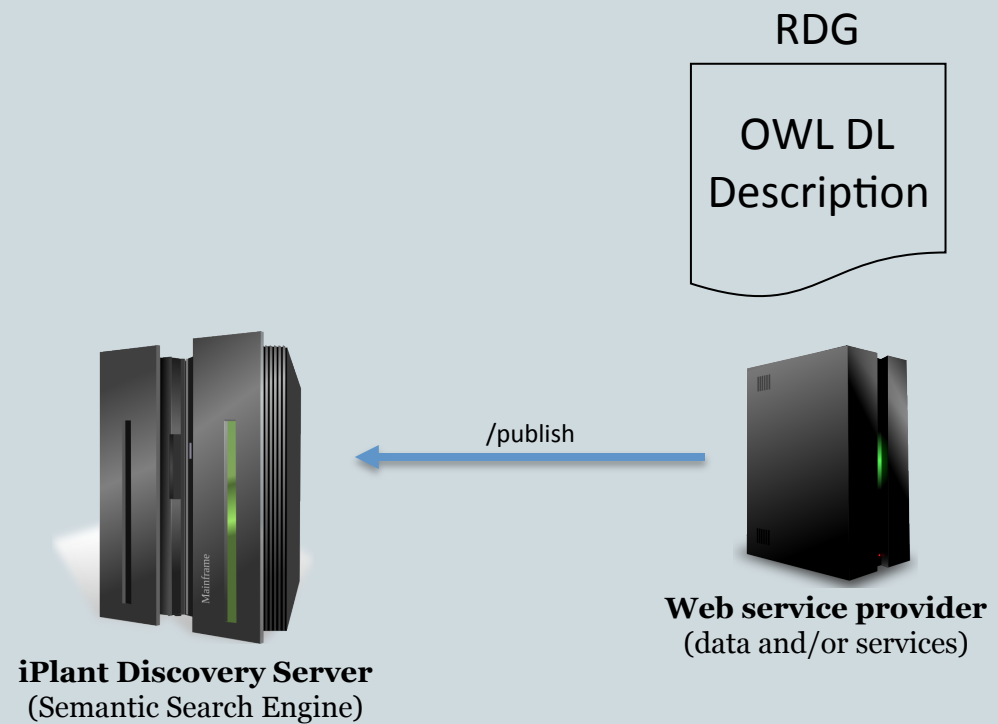 RDG
OWL DL
Description
/publish
Mainframe
Web service provider
(data and/or services)
iPlant Discovery Server
(Semantic Search Engine)